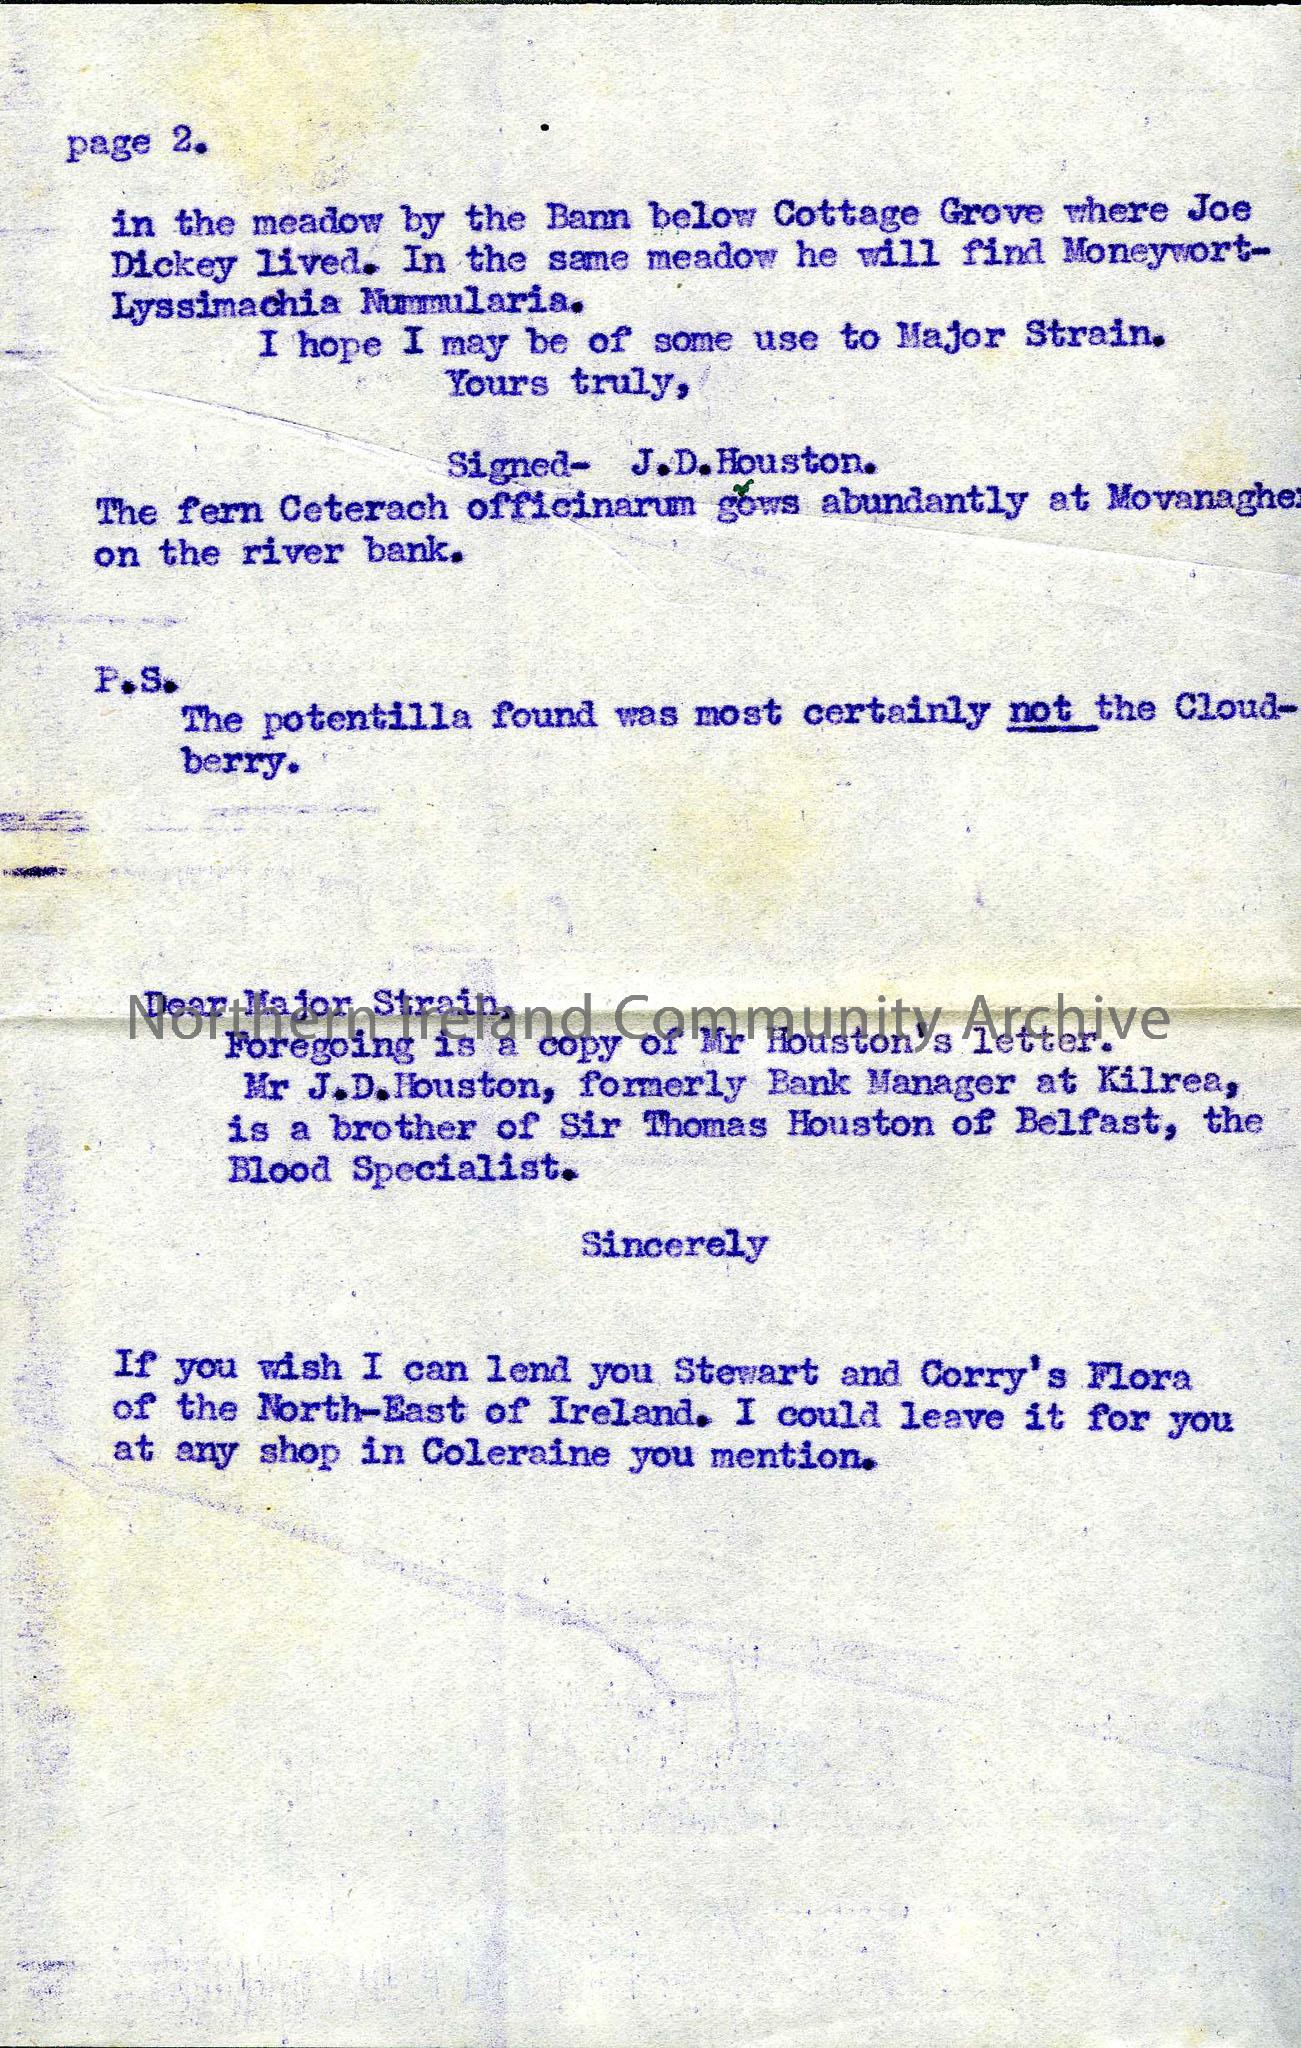 page 2.
in the meadow by the Bann below Cottage Grove where Joe
Dickey lived. In the same meadow he will find Moneywort-
Lyssimachia Nummularia.
I hope I may be of some use to Major Strain.
Yours truly,
Signed- J.D.Houston.
The fern Ceterach officinarum gows abundantly at Movanagher
on the river bank.
P.S.
The potentilla found was most certainly not the Cloud-
berry.
Dear Major Strain,
Northern Ireland Community Archive
Foregoing is a copy of Mr Houston's letter.
Mr J.D.Houston, formerly Bank Manager at Kilrea,
is a brother of Sir Thomas Houston of Belfast, the
Blood Specialist.
Sincerely
If you wish I can lend you Stewart and Corry's Flora
of the North-East of Ireland. I could leave it for you
at any shop in Coleraine you mention.